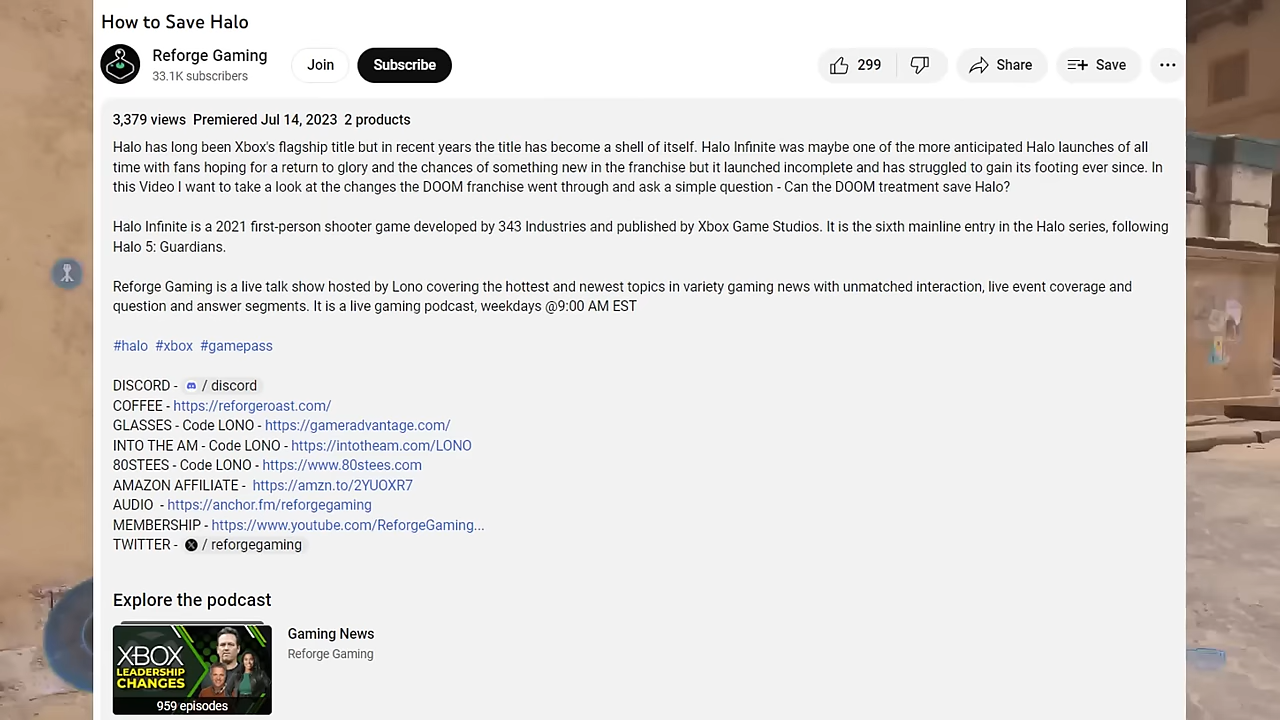 How to Save Halo
Reforge Gaming
33.1K subscribers
Join
Subscribe
299
Share
Save
3,379 views Premiered Jul 14, 2023 2 products
Halo has long been Xbox's flagship title but in recent years the title has become a shell of itself. Halo Infinite was maybe one of the more anticipated Halo launches of all
time with fans hoping for a return to glory and the chances of something new in the franchise but it launched incomplete and has struggled to gain its footing ever since. In
this Video I want to take a look at the changes the DOOM franchise went through and ask a simple question - Can the DOOM treatment save Halo?
Halo Infinite is a 2021 first-person shooter game developed by 343 Industries and published by Xbox Game Studios. It is the sixth mainline entry in the Halo series, following
Halo 5: Guardians.
Reforge Gaming is a live talk show hosted by Lono covering the hottest and newest topics in variety gaming news with unmatched interaction, live event coverage and
question and answer segments. It is a live gaming podcast, weekdays @9:00 AM EST
#halo #xbox #gamepass
DISCORD - / discord
COFFEE - https://reforgeroast.com/
GLASSES - Code LONO - https://gameradvantage.com/
INTO THE AM - Code LONO - https://intotheam.com/LONO
80STEES - Code LONO - https://www.80stees.com
AMAZON AFFILIATE - https://amzn.to/2YUOXR7
AUDIO - https://anchor.fm/reforgegaming
MEMBERSHIP - https://www.youtube.com/ReforgeGaming...
TWITTER - / reforgegaming
Explore the podcast
XBOX
LEADERSHIP
CHANGES
959 episodes
Gaming News
Reforge Gaming